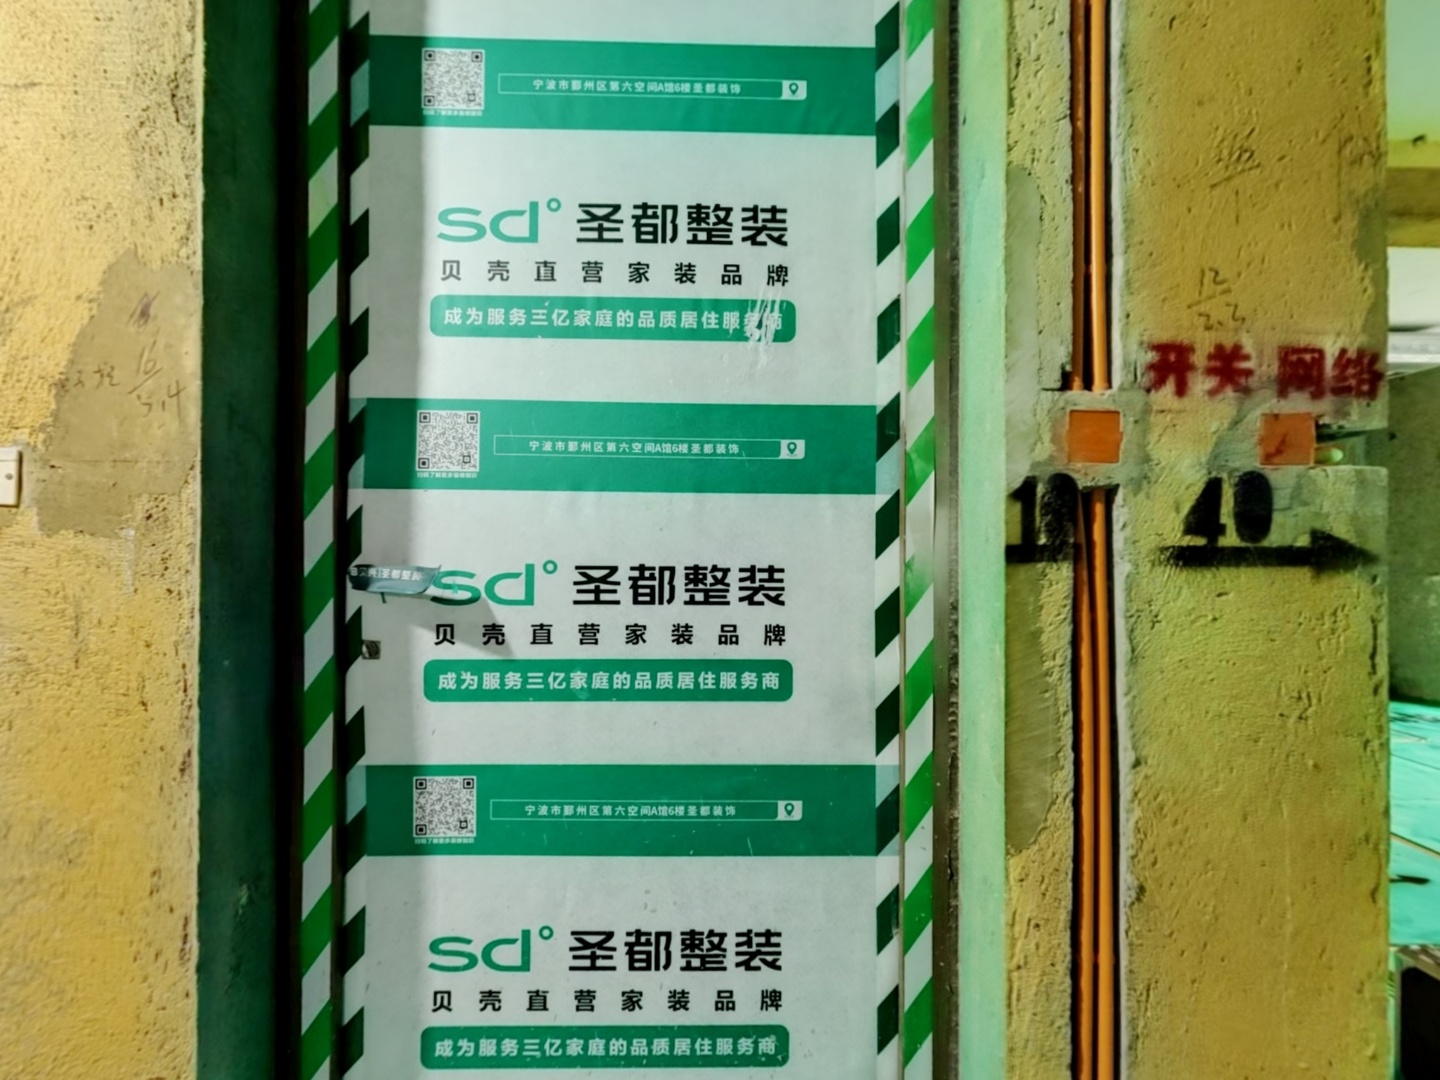 宁波市鄞州区第六空间A馆6楼圣都装饰
sd° 圣都整装
贝壳直营家装品牌
成为服务三亿家庭的品质居住服务商
宁波市鄞州区第六空间A馆6楼圣都装饰
sd° 圣都整装
贝壳直营家装品牌
成为服务三亿家庭的品质居住服务商
宁波市鄞州区第六空间A馆6楼圣都装饰
sd° 圣都整装
贝壳直营家装品牌
成为服务三亿家庭的品质居住服务商
开关 网络
10
40
12